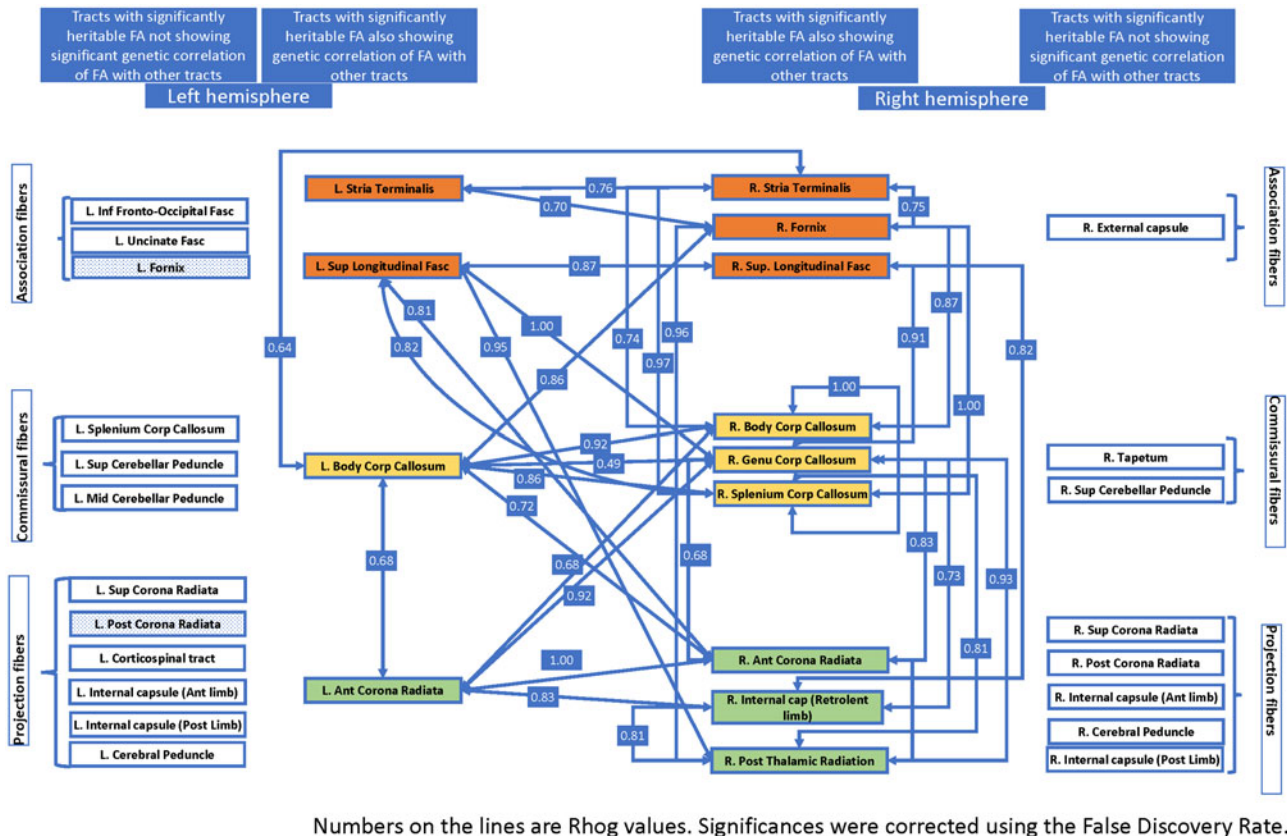 Tracts with significantly
heritable FA not showing
significant genetic correlation
of FA with other tracts
Tracts with significantly
heritable FA also showing
genetic correlation of FA with
other tracts
Left hemisphere
Tracts with significantly
heritable FA also showing
genetic correlation of FA with
other tracts
Tracts with significantly
heritable FA not showing
significant genetic correlation
of FA with other tracts
Right hemisphere
Association fibers
L. Inf Fronto-Occipital Fasc
L. Uncinate Fasc
L. Fornix
Commissural fibers
L. Splenium Corp Callosum
L. Sup Cerebellar Peduncle
L. Mid Cerebellar Peduncle
Projection fibers
L. Sup Corona Radiata
L. Post Corona Radiata
L. Corticospinal tract
L. Internal capsule (Ant limb)
L. Internal capsule (Post Limb)
L. Cerebral Peduncle
L. Stria Terminalis
L. Sup Longitudinal Fasc
L. Body Corp Callosum
L. Ant Corona Radiata
0.76
0.70
0.87
0.81
1.00
0.82
0.95
0.74
0.96
0.64
0.97
0.86
0.92
0.49
0.86
0.72
0.68
0.68
0.92
0.68
1.00
0.83
0.81
R. Stria Terminalis
R. Fornix
R. Sup. Longitudinal Fasc
R. Body Corp Callosum
R. Genu Corp Callosum
R. Splenium Corp Callosum
R. Ant Corona Radiata
R. Internal cap (Retrolent
limb)
R. Post Thalamic Radiation
0.75
0.87
0.91
0.82
1.00
1.00
0.83
0.73
0.93
0.81
Association fibers
R. External capsule
Commissural fibers
R. Tapetum
R. Sup Cerebellar Peduncle
Projection fibers
R. Sup Corona Radiata
R. Post Corona Radiata
R. Internal capsule (Ant limb)
R. Cerebral Peduncle
R. Internal capsule (Post Limb)
Numbers on the lines are Rhog values. Significances were corrected using the False Discovery Rate.